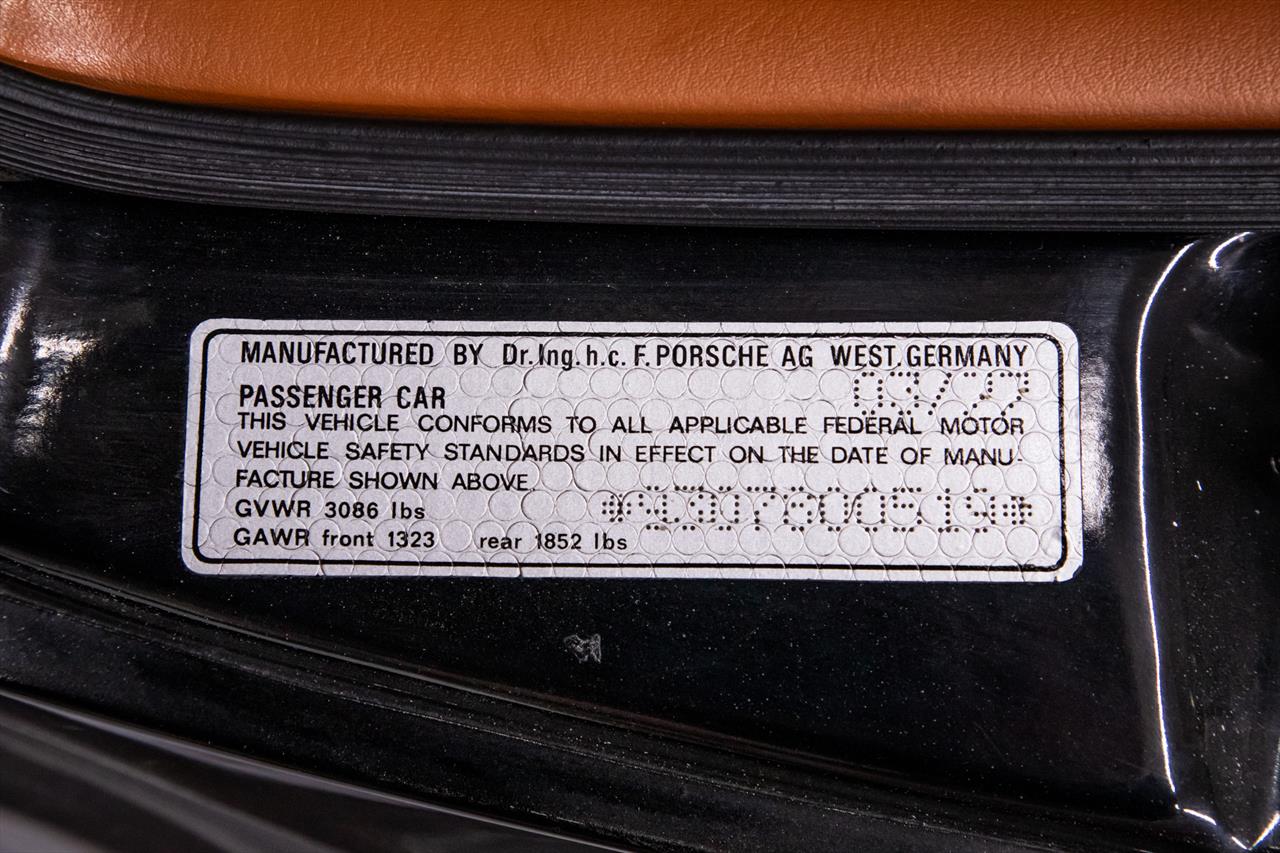 MANUFACTURED BY Dr.Ing.h.c. F.PORSCHE AG WEST.GERMANY
PASSENGER CAR
THIS VEHICLE CONFORMS TO ALL APPLICABLE FEDERAL MOTOR
VEHICLE SAFETY STANDARDS IN EFFECT ON THE DATE OF MANU-
FACTURE SHOWN ABOVE.
GVWR 3086 lbs
GAWR front 1323 rear 1852 lbs